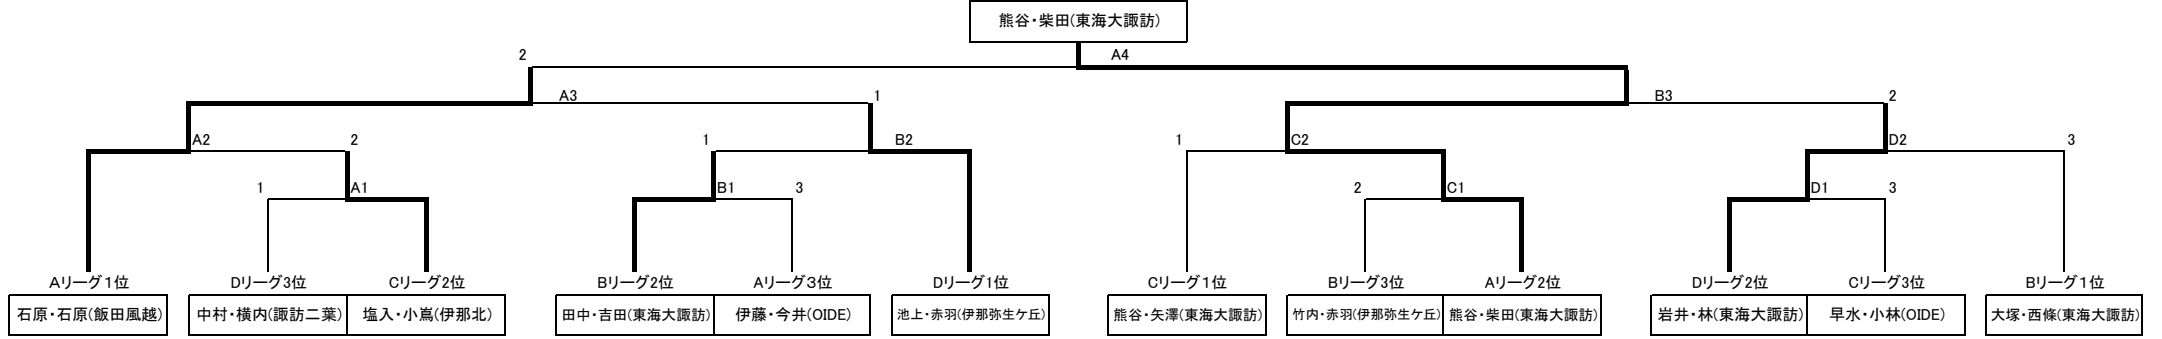 熊谷・柴田(東海大諏訪)
2 A4
A3 1 B3 2
A2 2 1 B2 1 C2 D2 3
1 A1 B1 3 2 C1 D1 3
Aリーグ1位 Dリーグ3位 Cリーグ2位 Bリーグ2位 Aリーグ3位 Dリーグ1位 Cリーグ1位 Bリーグ3位 Aリーグ2位 Dリーグ2位 Cリーグ3位 Bリーグ1位
石原・石原(飯田風越) 中村・横内(諏訪二葉) 塩入・小嶌(伊那北) 田中・吉田(東海大諏訪) 伊藤・今井(OIDE) 池上・赤羽(伊那弥生ケ丘) 熊谷・矢澤(東海大諏訪) 竹内・赤羽(伊那弥生ケ丘) 熊谷・柴田(東海大諏訪) 岩井・林(東海大諏訪) 早水・小林(OIDE) 大塚・西條(東海大諏訪)